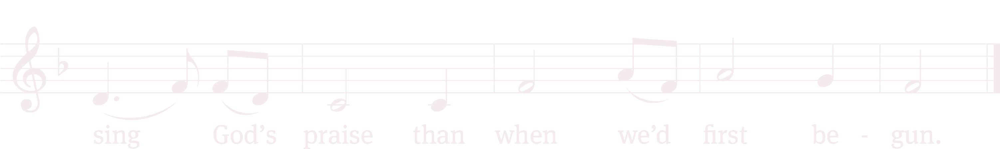 sing God’s praise than when we’d first be - gun.